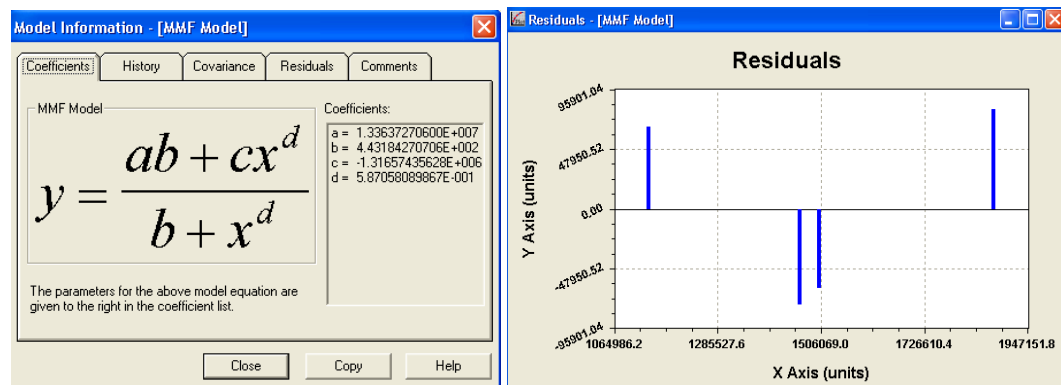 Model Information - [MMF Model]
Coefficients History Covariance Residuals Comments
MMF Model
y = (ab + cx^d) / (b + x^d)
Coefficients:
a = 1.33637270600E+007
b = 4.43184270706E+002
c = -1.31657435628E+006
d = 5.87058089867E-001
The parameters for the above model equation are
given to the right in the coefficient list.
Close Copy Help
Residuals - [MMF Model]
Residuals
Y Axis (units)
95901.04
47950.52
0.00
-47950.52
-95901.04
1064986.2 1285527.6 1506069.0 1726610.4 1947151.8
X Axis (units)